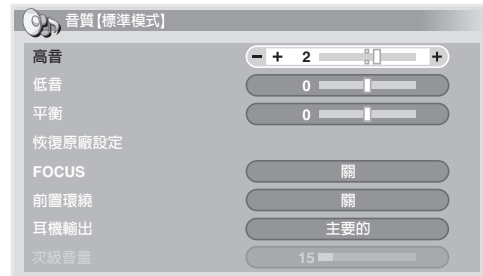 音質【標準模式】
高音 - + 2 +
低音 0
平衡 0
恢復原廠設定
FOCUS 關
前置環繞 關
耳機輸出 主要的
次級音量 15